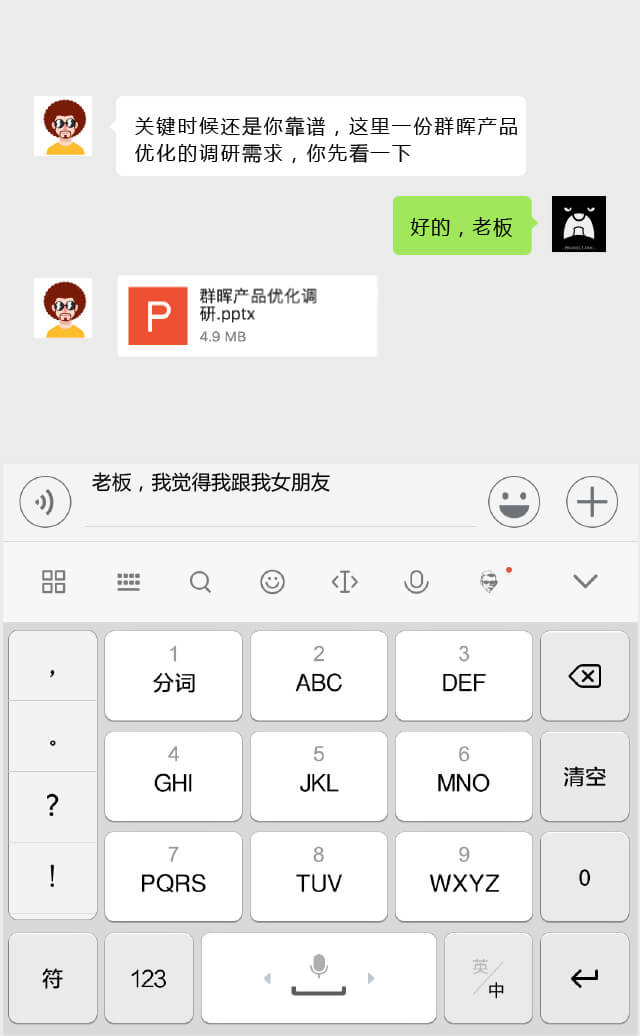 关键时候还是你靠谱，这里一份群晖产品
优化的调研需求，你先看一下
好的，老板
P
群晖产品优化调
研.pptx
4.9 MB
老板，我觉得我跟我女朋友
，
1
分词
2
ABC
3
DEF
。
4
GHI
5
JKL
6
MNO
清空
?
!
7
PQRS
8
TUV
9
WXYZ
0
符
123
英/中